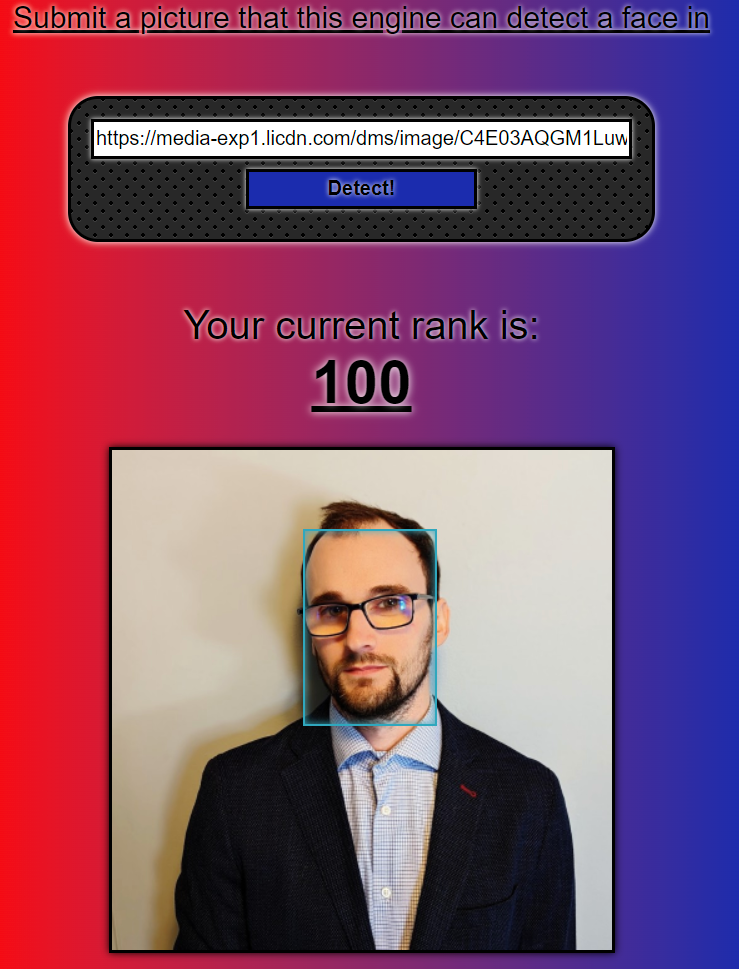 Submit a picture that this engine can detect a face in
https://media-exp1.licdn.com/dms/image/C4E03AQGM1Luw
Detect!
Your current rank is:
100